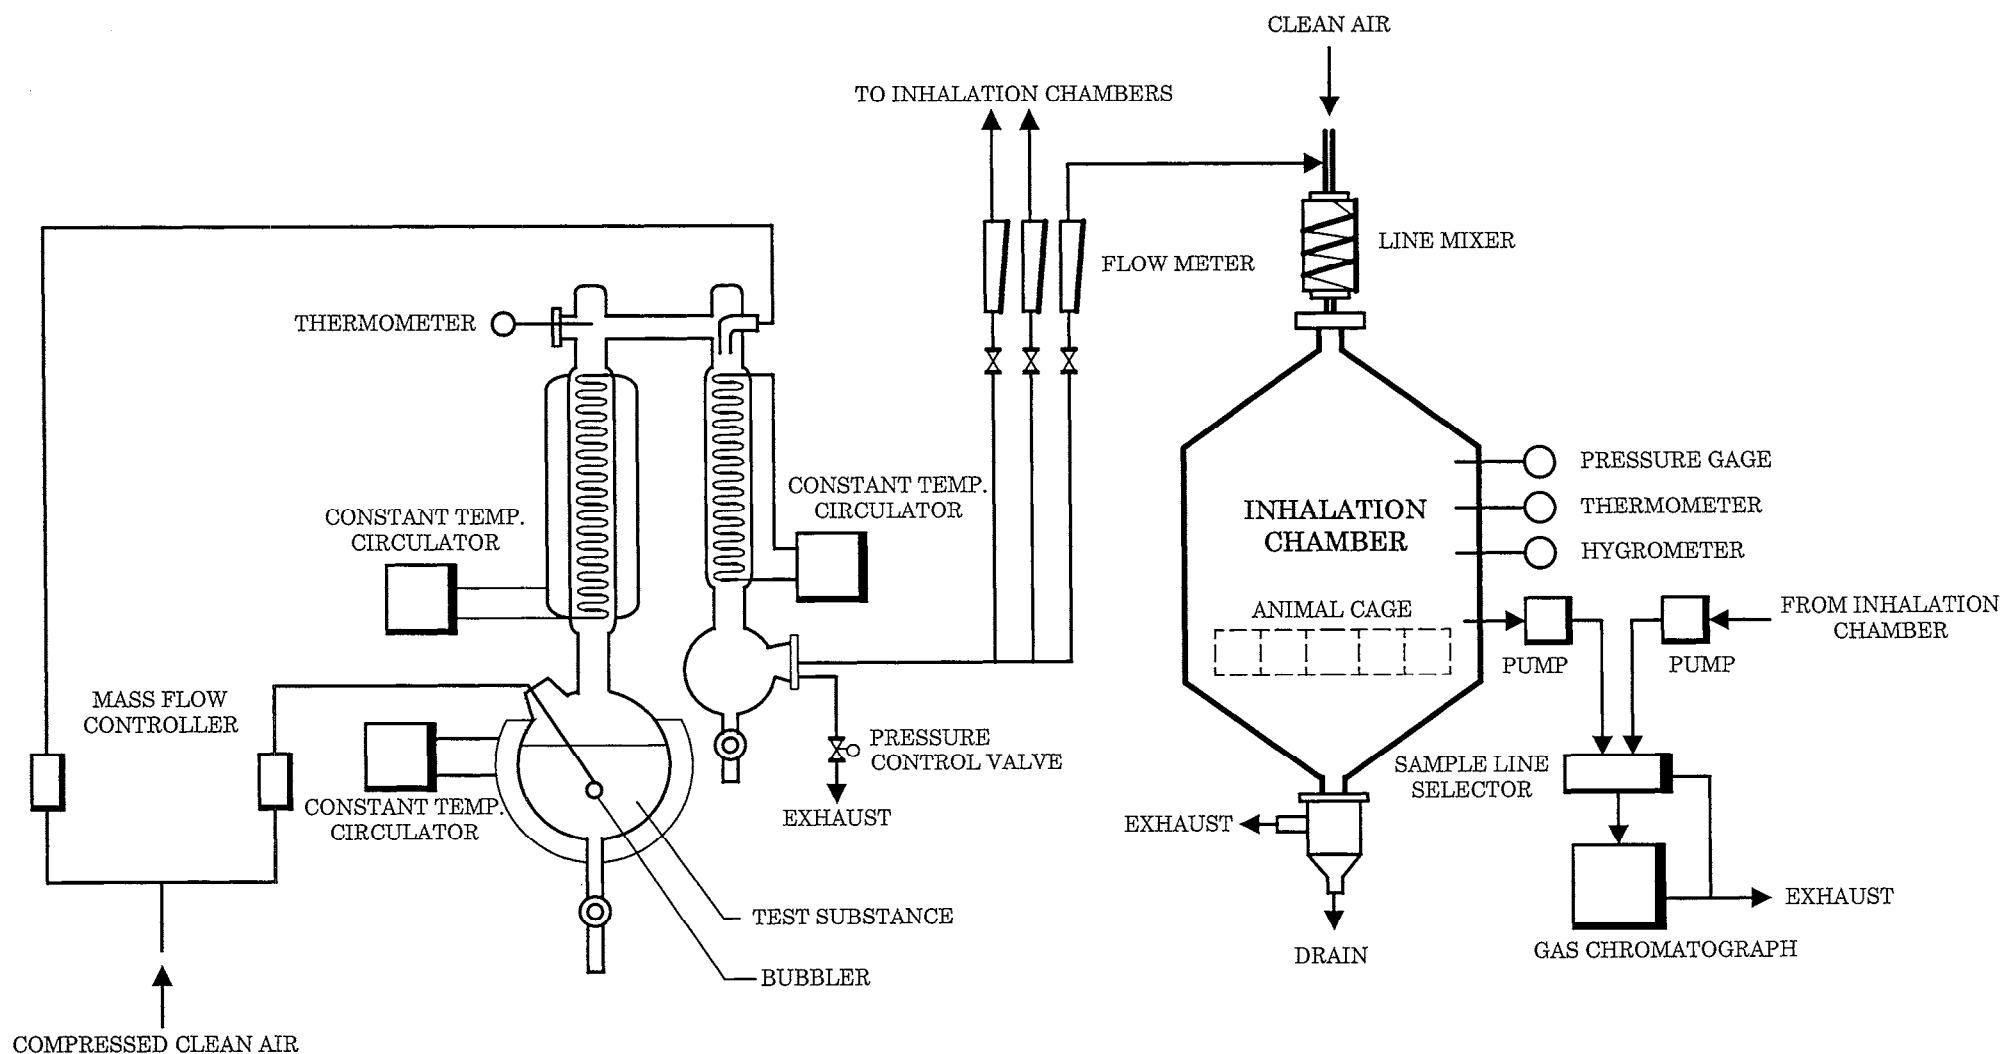 CLEAN AIR
TO INHALATION CHAMBERS
LINE MIXER
FLOW METER
THERMOMETER
PRESSURE GAGE
CONSTANT TEMP.
CIRCULATOR
THERMOMETER
INHALATION
CHAMBER
CONSTANT TEMP.
CIRCULATOR
HYGROMETER
ANIMAL CAGE
FROM INHALATION
CHAMBER
PUMP
PUMP
MASS FLOW
CONTROLLER
PRESSURE
CONTROL VALVE
SAMPLE LINE
SELECTOR
CONSTANT TEMP.
CIRCULATOR
EXHAUST
EXHAUST
EXHAUST
TEST SUBSTANCE
DRAIN
GAS CHROMATOGRAPH
BUBBLER
COMPRESSED CLEAN AIR